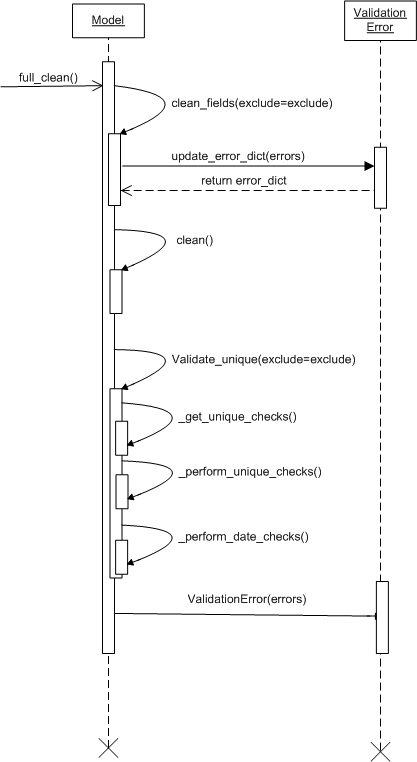 Model
Validation
Error
full_clean()
clean_fields(exclude=exclude)
update_error_dict(errors)
return error_dict
clean()
Validate_unique(exclude=exclude)
_get_unique_checks()
_perform_unique_checks()
_perform_date_checks()
ValidationError(errors)